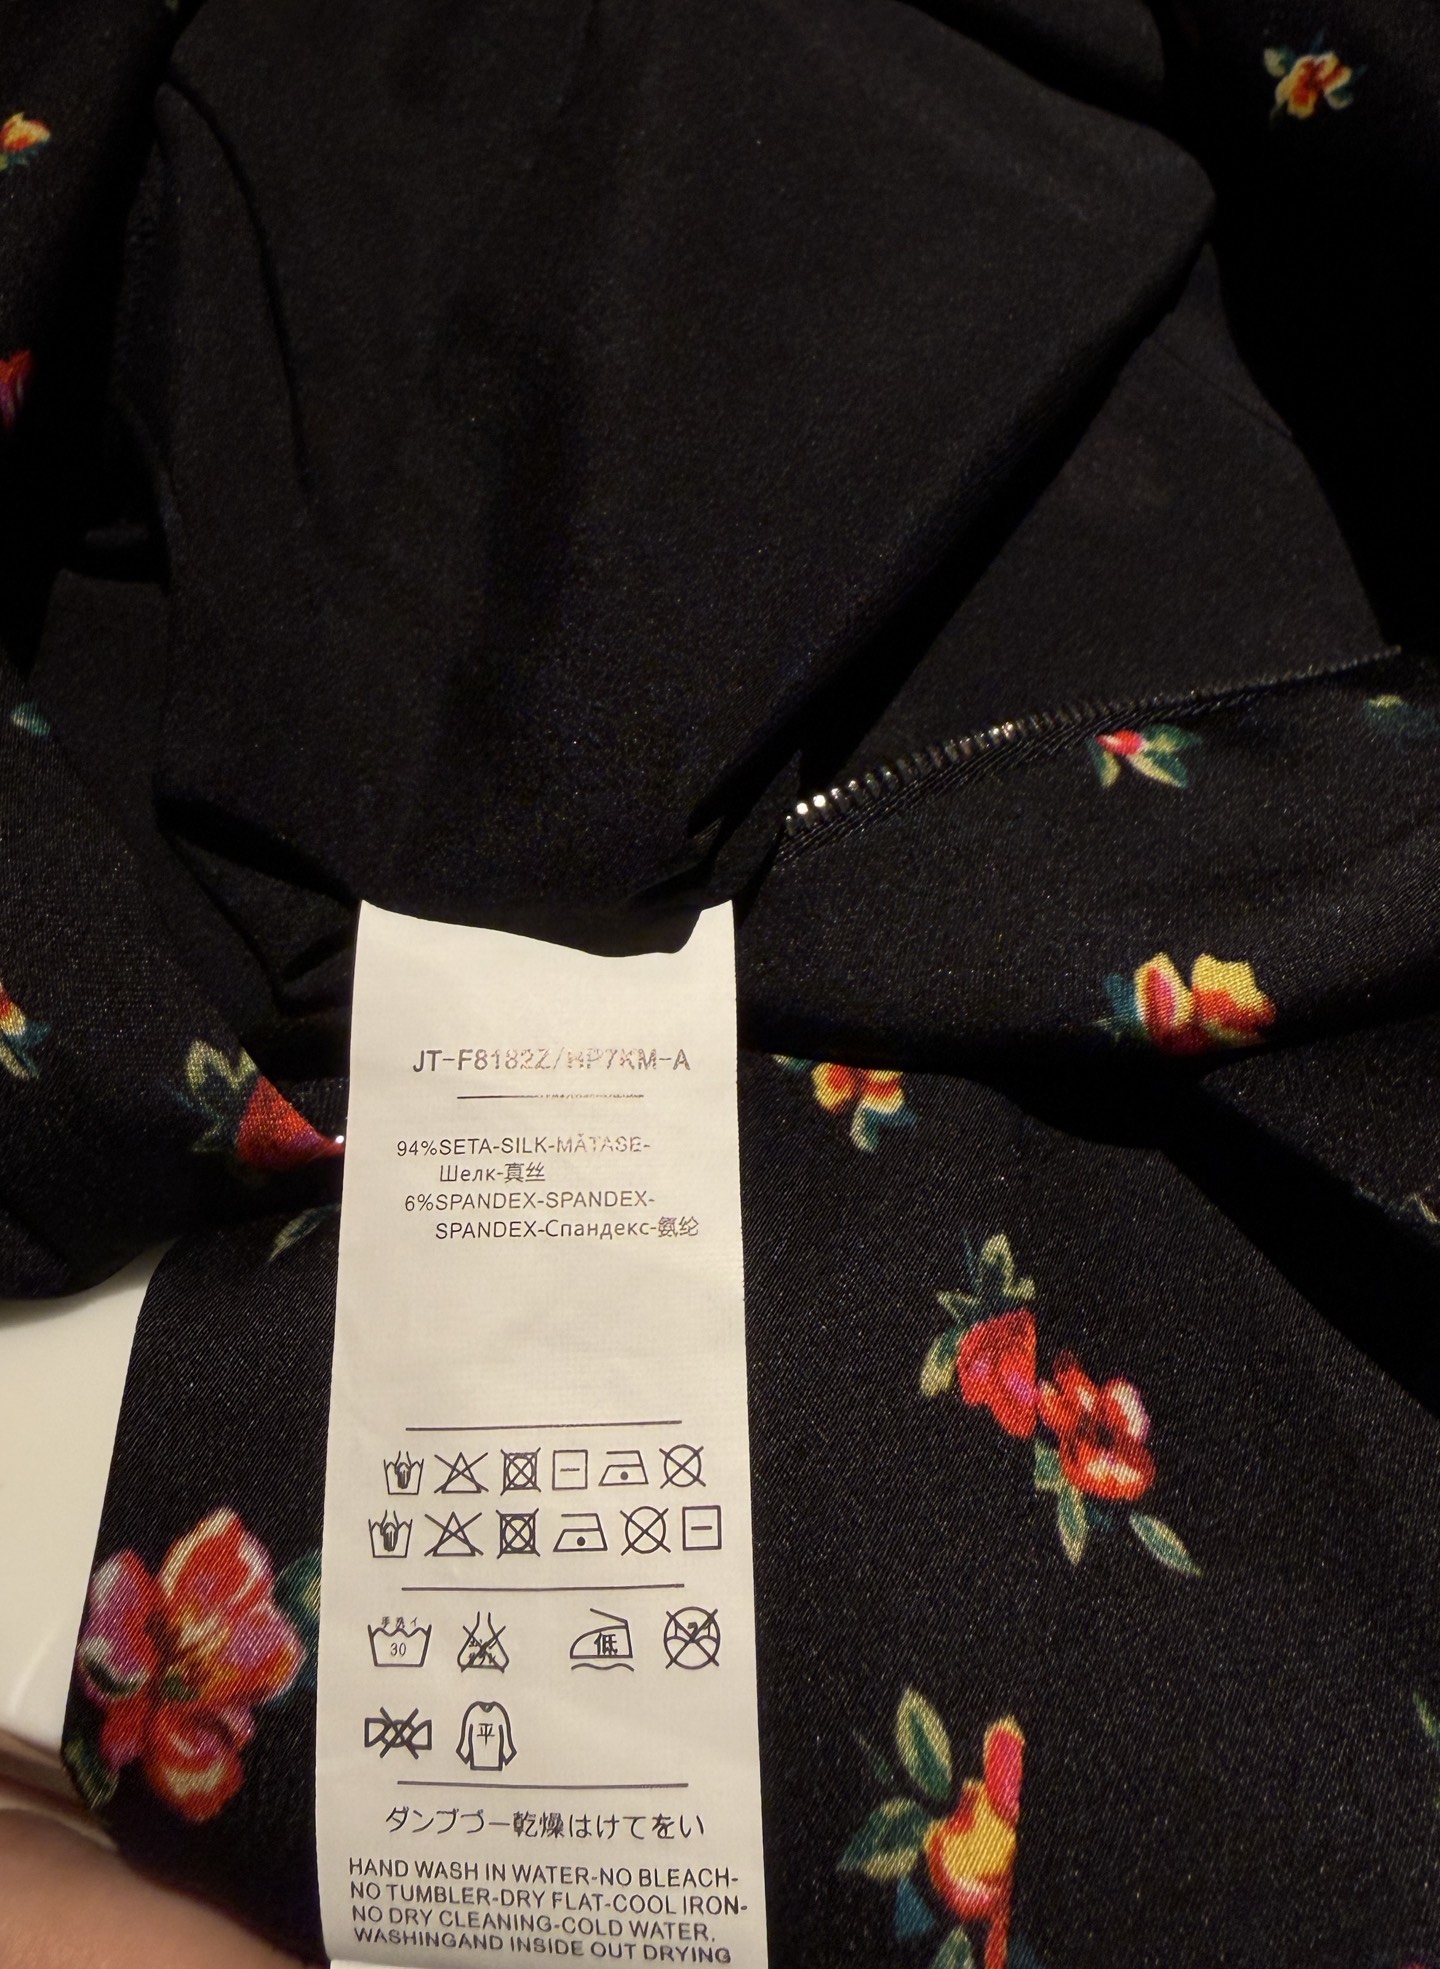 JT-F8182Z/HP7KM-A
94%SETA-SILK-MĂTASE-
Шелк-真丝
6%SPANDEX-SPANDEX-
SPANDEX-Спандекс-氨纶
手洗イ
30
低
平
ダンブヅー乾燥はけてをい
HAND WASH IN WATER-NO BLEACH-
NO TUMBLER-DRY FLAT-COOL IRON-
NO DRY CLEANING-COLD WATER.
WASHINGAND INSIDE OUT DRYING